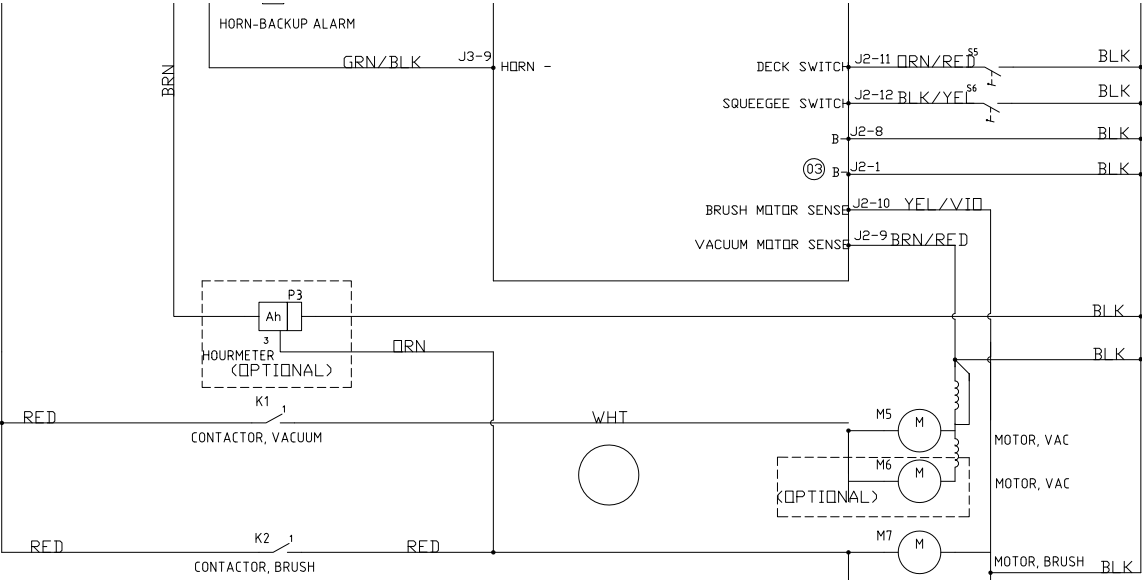 HORN-BACKUP ALARM
GRN/BLK
J3-9
HORN -
BRN
DECK SWITCH
J2-11
ORN/RED
S5
BLK
SQUEEGEE SWITCH
J2-12
BLK/YEL
S6
BLK
B-
J2-8
BLK
03
B-
J2-1
BLK
BRUSH MOTOR SENSE
J2-10
YEL/VIO
VACUUM MOTOR SENSE
J2-9
BRN/RED
P3
Ah
3
HOURMETER
(OPTIONAL)
BLK
ORN
BLK
RED
K1
1
CONTACTOR, VACUUM
WHT
M5
M
MOTOR, VAC
M6
M
MOTOR, VAC
(OPTIONAL)
RED
K2
1
CONTACTOR, BRUSH
RED
M7
M
MOTOR, BRUSH
BLK